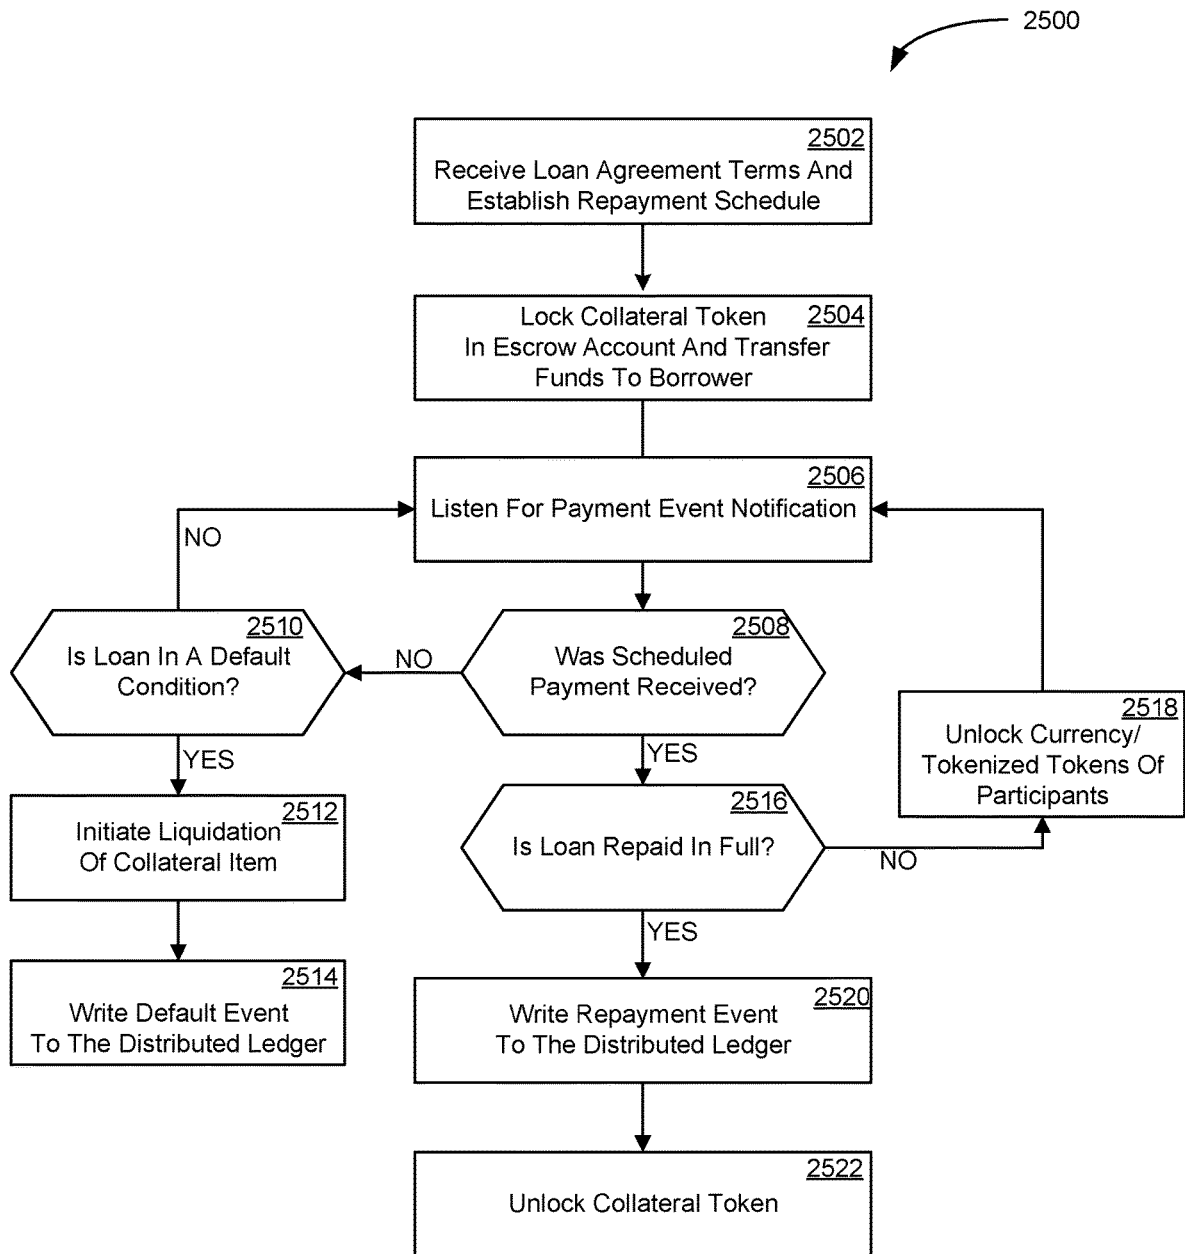 2500
2502
Receive Loan Agreement Terms And
Establish Repayment Schedule
2504
Lock Collateral Token
In Escrow Account And Transfer
Funds To Borrower
2506
Listen For Payment Event Notification
NO
2510
Is Loan In A Default
Condition?
NO
2508
Was Scheduled
Payment Received?
YES
YES
2518
Unlock Currency/
Tokenized Tokens Of
Participants
2512
Initiate Liquidation
Of Collateral Item
2516
Is Loan Repaid In Full?
NO
YES
2514
Write Default Event
To The Distributed Ledger
2520
Write Repayment Event
To The Distributed Ledger
2522
Unlock Collateral Token